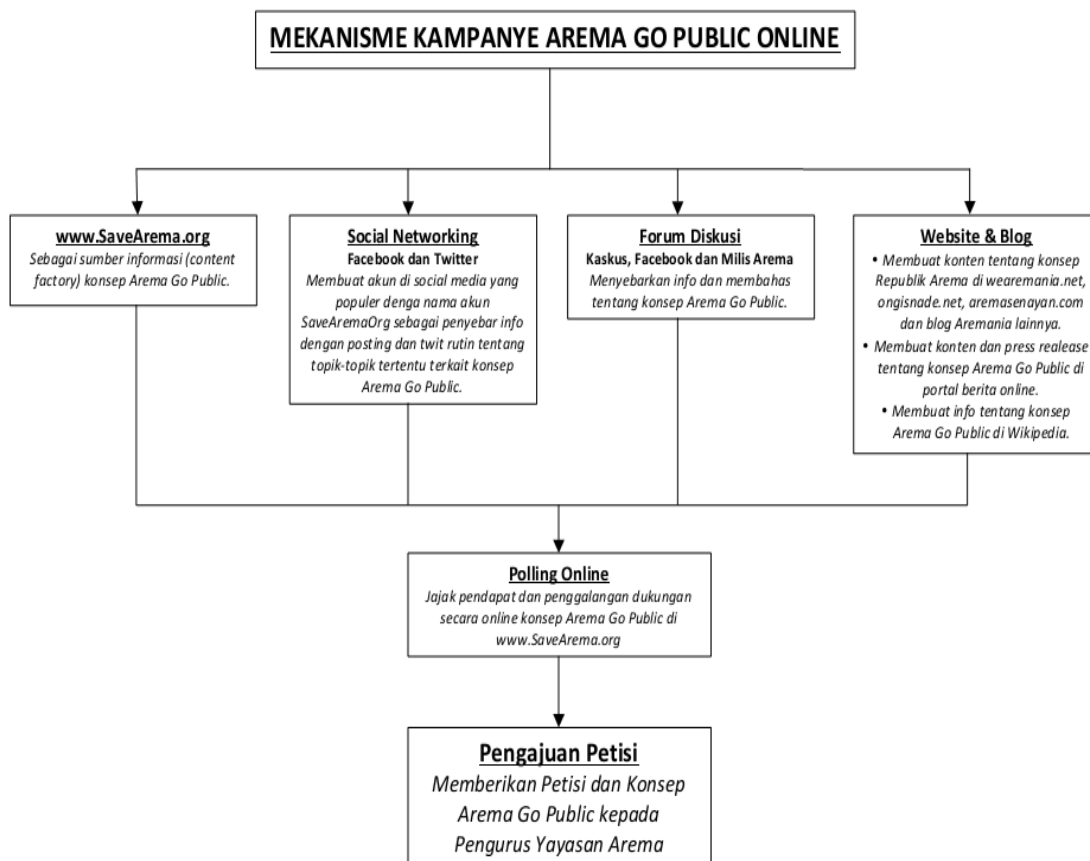 MEKANISME KAMPANYE AREMA GO PUBLIC ONLINE
www.SaveArema.org
Sebagai sumber informasi (content
factory) konsep Arema Go Public.
Social Networking
Facebook dan Twitter
Membuat akun di social media yang
populer denga nama akun
SaveAremaOrg sebagai penyebar info
dengan posting dan twit rutin tentang
topik-topik tertentu terkait konsep
Arema Go Public.
Forum Diskusi
Kaskus, Facebook dan Milis Arema
Menyebarkan info dan membahas
tentang konsep Arema Go Public.
Website & Blog
• Membuat konten tentang konsep
Republik Arema di wearemania.net,
ongisnade.net, aremasenayan.com
dan blog Aremania lainnya.
• Membuat konten dan press realease
tentang konsep Arema Go Public di
portal berita online.
• Membuat info tentang konsep
Arema Go Public di Wikipedia.
Polling Online
Jajak pendapat dan penggalangan dukungan
secara online konsep Arema Go Public di
www.SaveArema.org
Pengajuan Petisi
Memberikan Petisi dan Konsep
Arema Go Public kepada
Pengurus Yayasan Arema